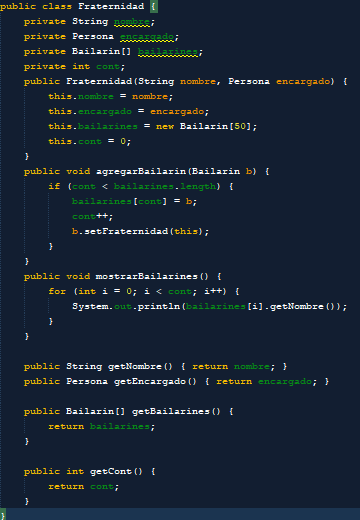 public class Fraternidad {
    private String nombre;
    private Persona encargado;
    private Bailarin[] bailarines;
    private int cont;
    public Fraternidad(String nombre, Persona encargado) {
        this.nombre = nombre;
        this.encargado = encargado;
        this.bailarines = new Bailarin[50];
        this.cont = 0;
    }
    public void agregarBailarin(Bailarin b) {
        if (cont < bailarines.length) {
            bailarines[cont] = b;
            cont++;
            b.setFraternidad(this);
        }
    }
    public void mostrarBailarines() {
        for (int i = 0; i < cont; i++) {
            System.out.println(bailarines[i].getNombre());
        }
    }
    public String getNombre() { return nombre; }
    public Persona getEncargado() { return encargado; }
    public Bailarin[] getBailarines() {
        return bailarines;
    }
    public int getCont() {
        return cont;
    }
}